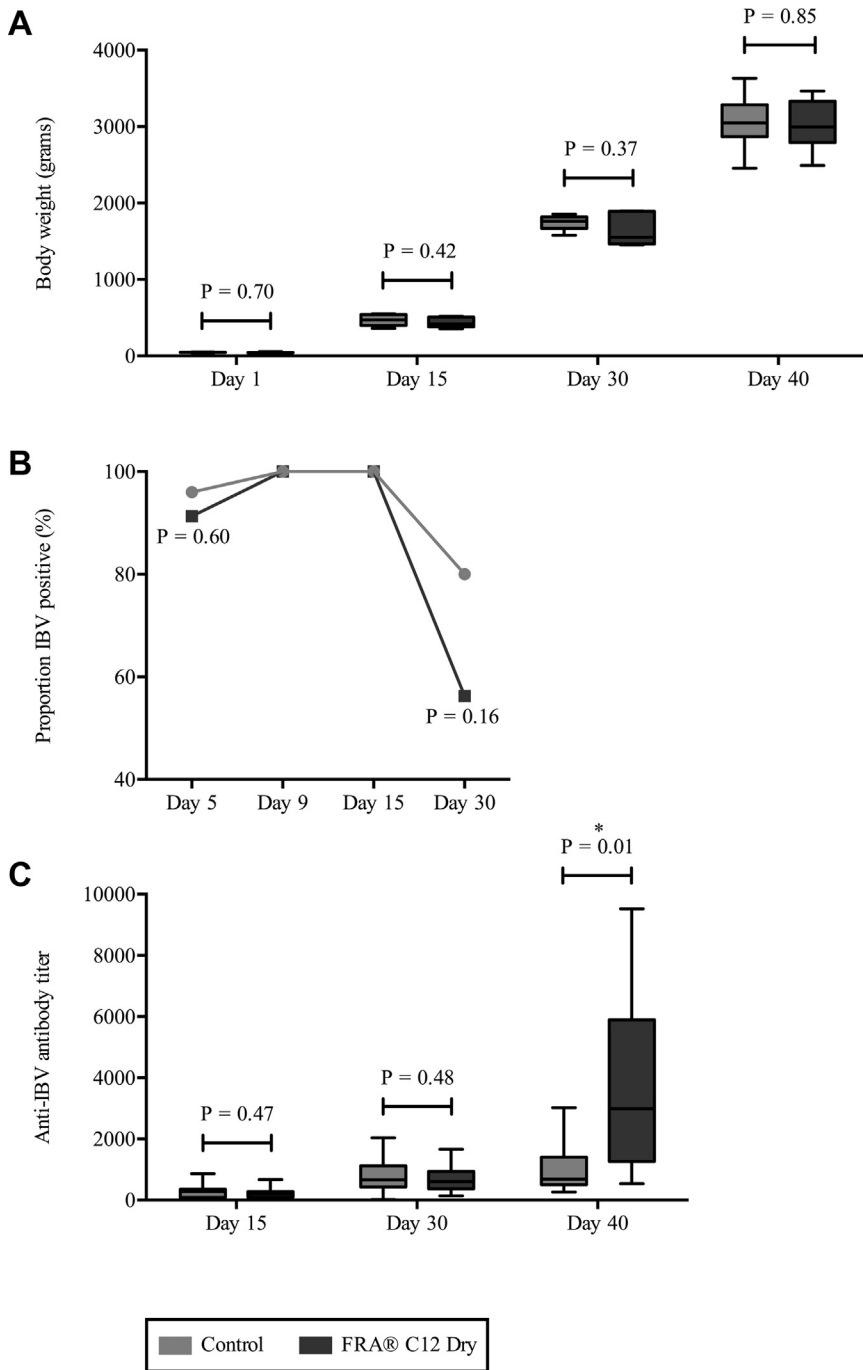 A
P = 0.85
4000
3000
P = 0.37
2000
P = 0.42
1000
P = 0.70
0
Body weight (grams)
Day 1 Day 15 Day 30 Day 40
B
100
80
60
40
Proportion IBV positive (%)
P = 0.60
P = 0.16
Day 5 Day 9 Day 15 Day 30
C
*
P = 0.01
10000
8000
6000
4000
2000
0
Anti-IBV antibody titer
P = 0.48
P = 0.47
Day 15 Day 30 Day 40
Control FRA® C12 Dry